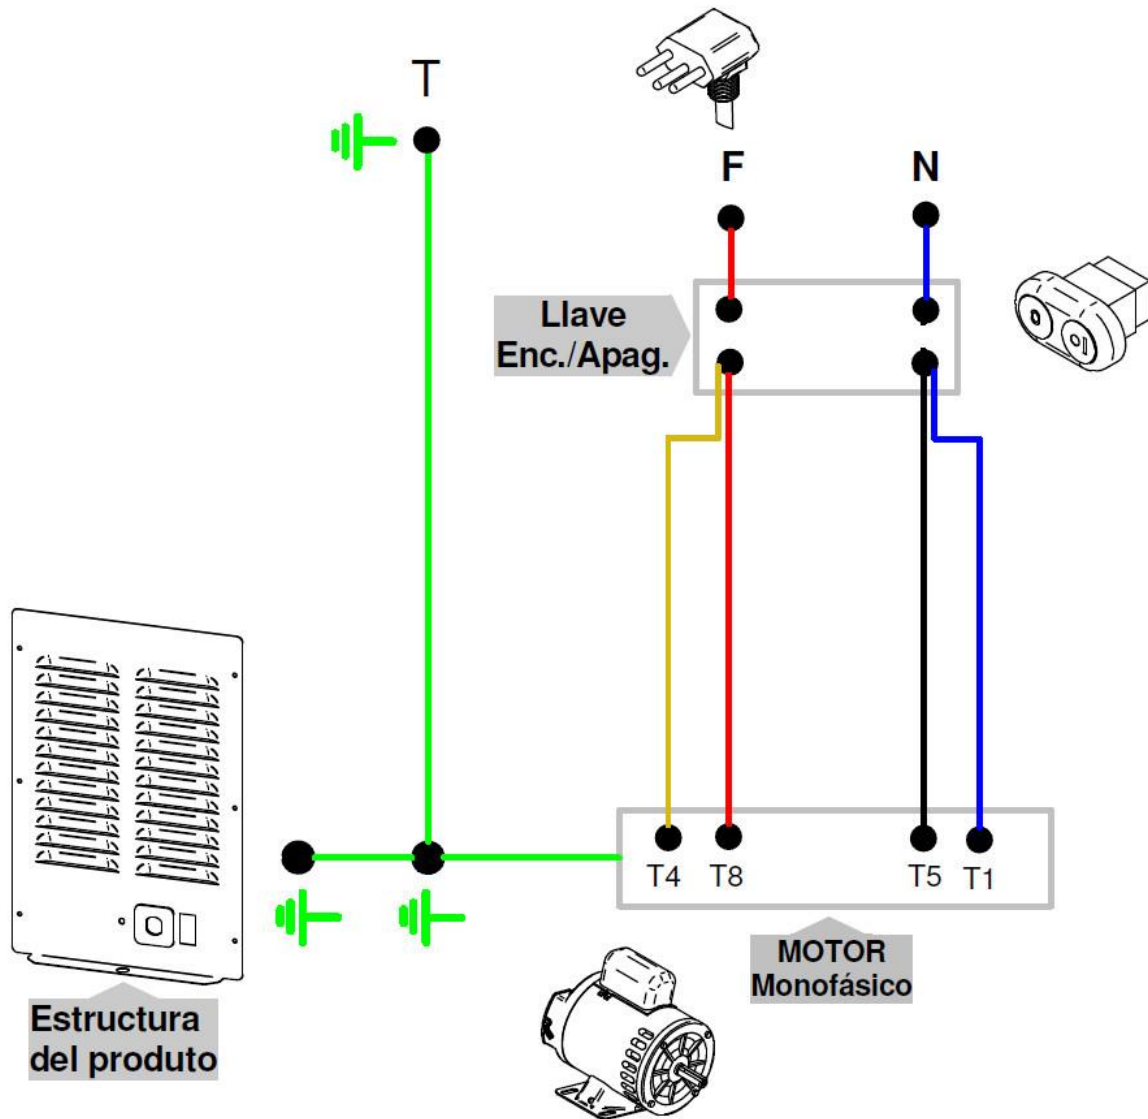 T
F
N
Llave
Enc./Apag.
T4
T8
T5
T1
MOTOR
Monofásico
Estructura
del produto